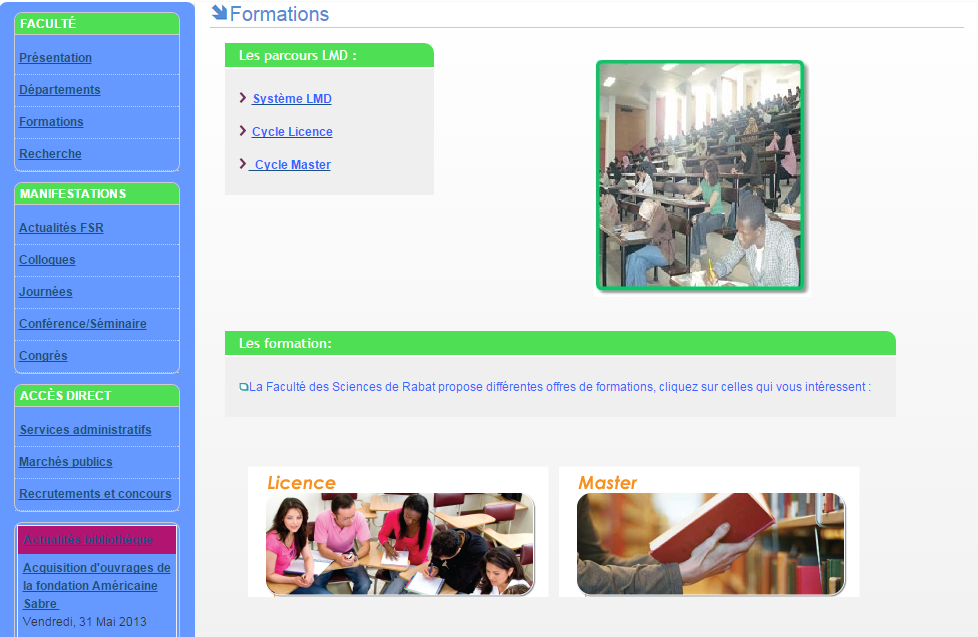 FACULTÉ
Présentation
Départements
Formations
Recherche
MANIFESTATIONS
Actualités FSR
Colloques
Journées
Conférence/Séminaire
Congrès
ACCÈS DIRECT
Services administratifs
Marchés publics
Recrutements et concours
Actualités bibliothèque
Acquisition d'ouvrages de
la fondation Américaine
Sabre
Vendredi, 31 Mai 2013
Formations
Les parcours LMD :
Système LMD
Cycle Licence
Cycle Master
Les formation:
La Faculté des Sciences de Rabat propose différentes offres de formations, cliquez sur celles qui vous intéressent :
Licence
Master